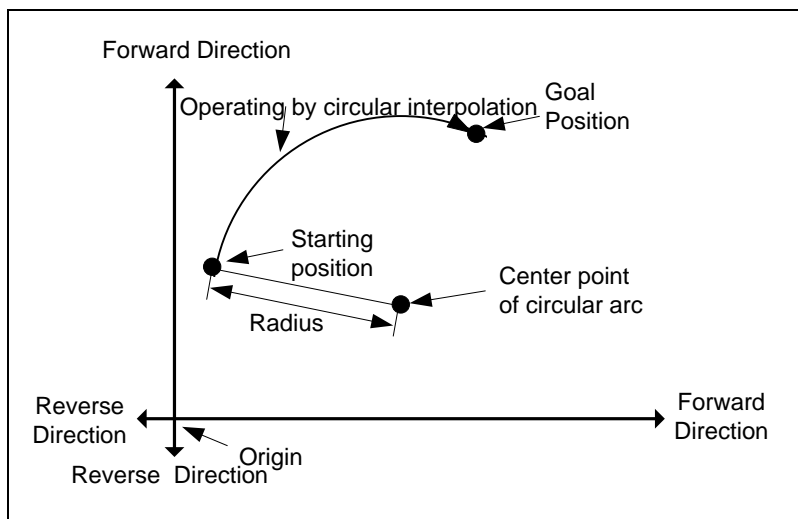 Forward Direction
Operating by circular interpolation
Goal
Position
Starting
position
Center point
of circular arc
Radius
Reverse
Direction
Forward
Direction
Origin
Reverse Direction